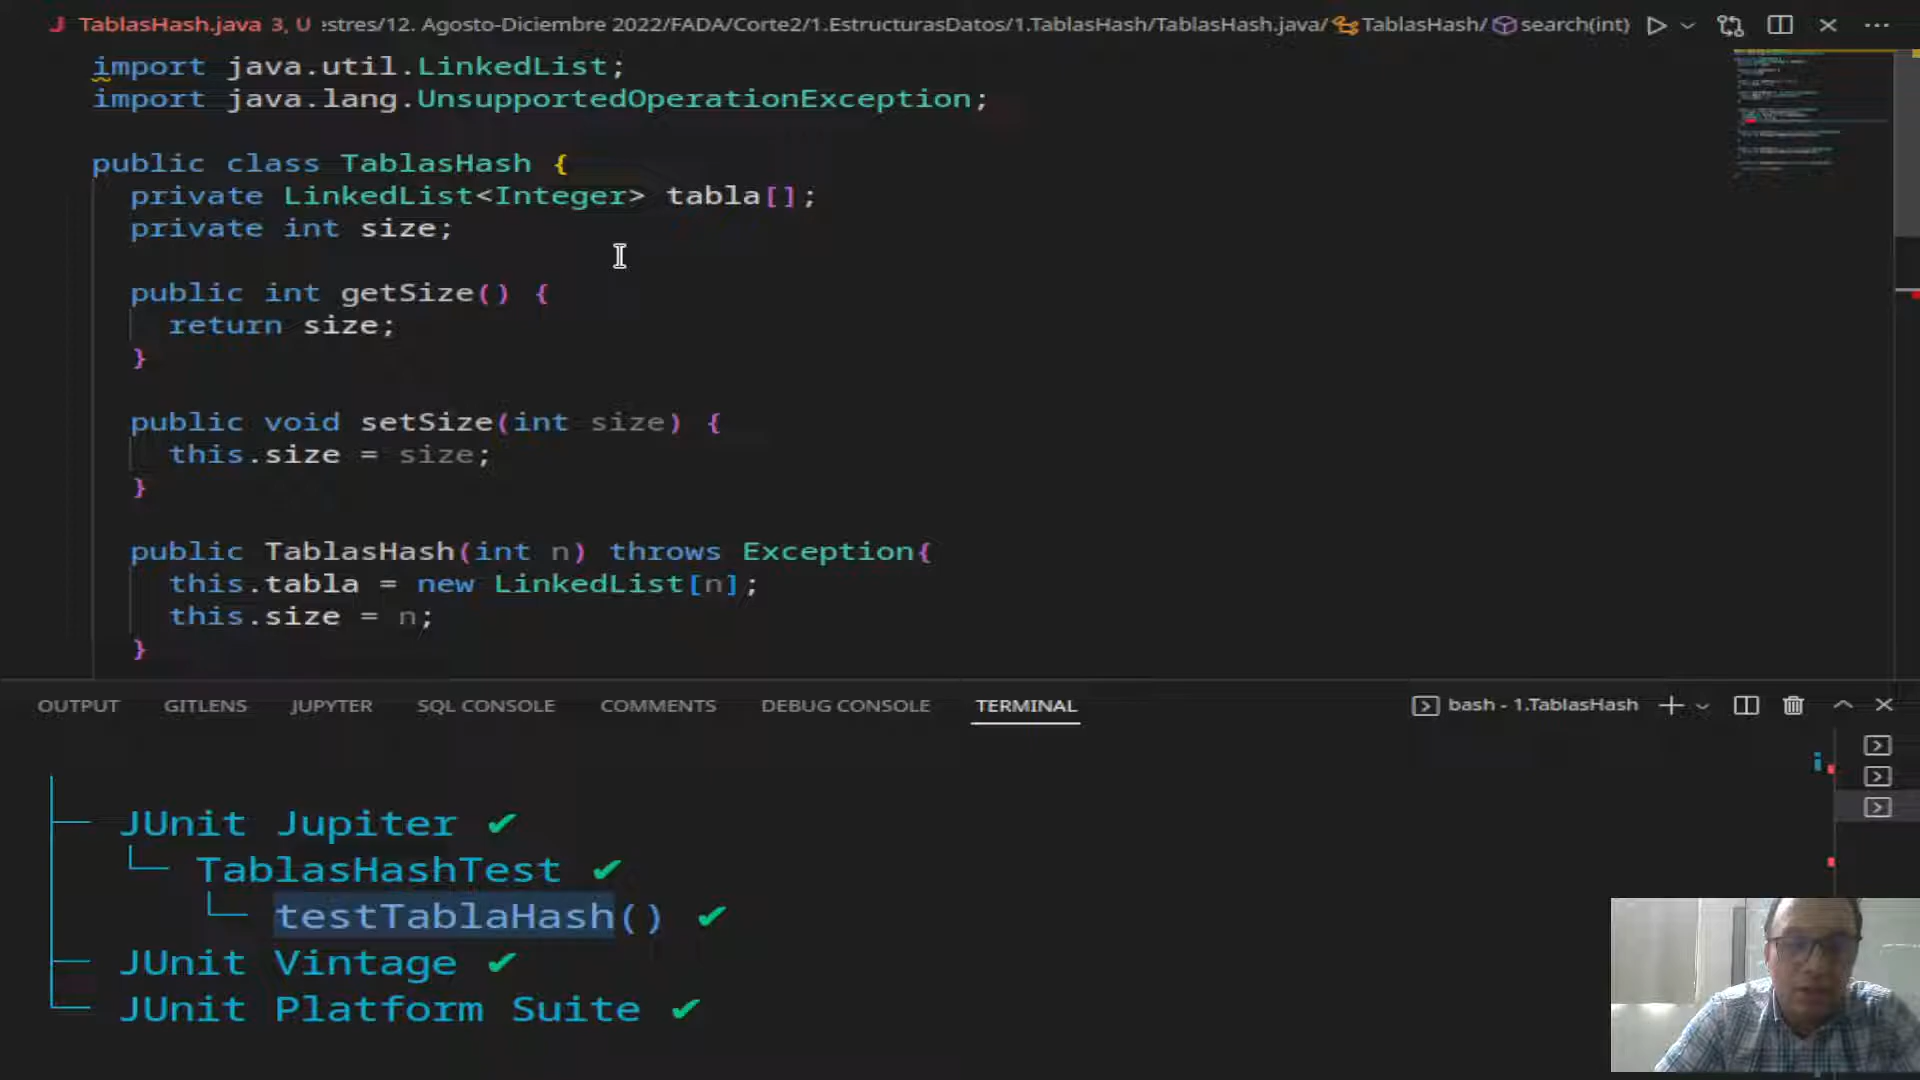 TablasHash.java 3, U estres/12. Agosto-Diciembre 2022/FADA/Corte2/1.EstructurasDatos/1.TablasHash/TablasHash.java/ TablasHash/ search(int)
import java.util.LinkedList;
import java.lang.UnsupportedOperationException;
public class TablasHash {
private LinkedList<Integer> tabla[];
private int size;
public int getSize() {
return size;
}
public void setSize(int size) {
this.size = size;
}
public TablasHash(int n) throws Exception{
this.tabla = new LinkedList[n];
this.size = n;
}
OUTPUT GITLENS JUPYTER SQL CONSOLE COMMENTS DEBUG CONSOLE TERMINAL bash - 1.TablasHash
JUnit Jupiter ✔
TablasHashTest ✔
testTablaHash() ✔
JUnit Vintage ✔
JUnit Platform Suite ✔